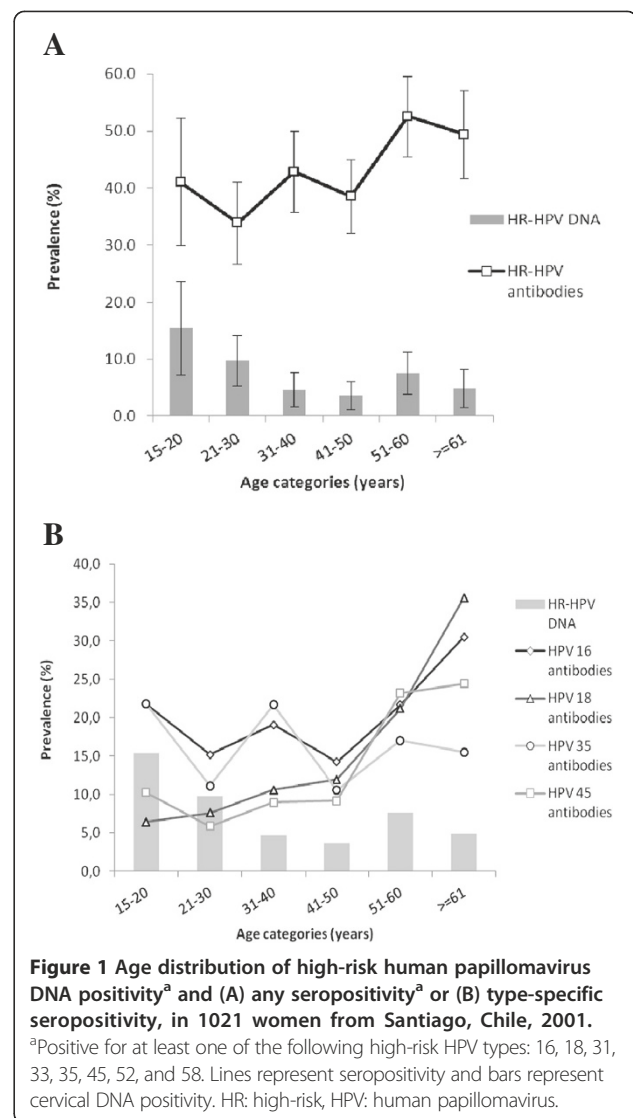 A
60.0
50.0
40.0
30.0
20.0
10.0
0.0
Prevalence (%)
15-20
21-30
31-40
41-50
51-60
>=61
Age categories (years)
HR-HPV DNA
HR-HPV
antibodies
B
40,0
35,0
30,0
25,0
20,0
15,0
10,0
5,0
0,0
Prevalence (%)
15-20
21-30
31-40
41-50
51-60
>=61
Age categories (years)
HR-HPV
DNA
HPV 16
antibodies
HPV 18
antibodies
HPV 35
antibodies
HPV 45
antibodies
Figure 1 Age distribution of high-risk human papillomavirus
DNA positivityᵃ and (A) any seropositivityᵃ or (B) type-specific
seropositivity, in 1021 women from Santiago, Chile, 2001.
ᵃPositive for at least one of the following high-risk HPV types: 16, 18, 31,
33, 35, 45, 52, and 58. Lines represent seropositivity and bars represent
cervical DNA positivity. HR: high-risk, HPV: human papillomavirus.